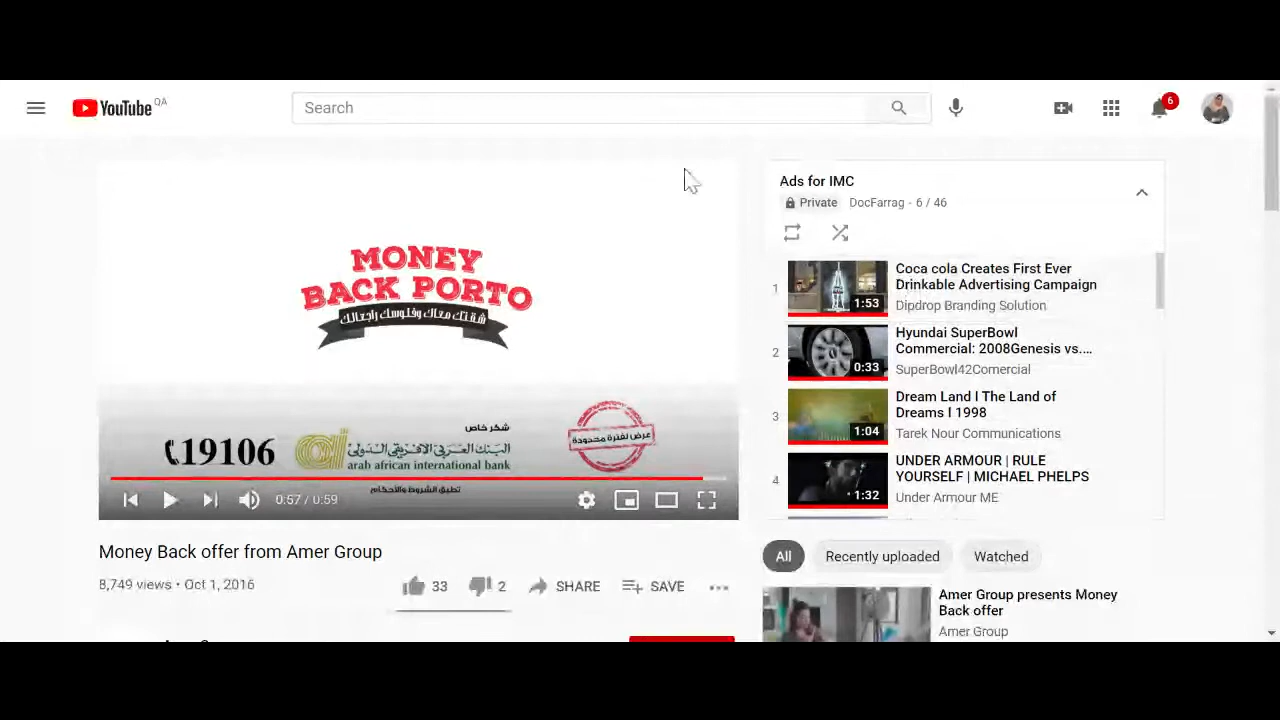 YouTube QA
Search
6
MONEY
BACK PORTO
شقتك معاك وفلوسك راجعالك
19106
شكر خاص
البنك العربي الافريقي الدولي
arab african international bank
عرض لفترة محدودة
تطبق الشروط والأحكام
0:57 / 0:59
Money Back offer from Amer Group
8,749 views • Oct 1, 2016
33
2
SHARE
SAVE
Ads for IMC
Private DocFarrag - 6 / 46
1
1:53
Coca cola Creates First Ever
Drinkable Advertising Campaign
Dipdrop Branding Solution
2
0:33
Hyundai SuperBowl
Commercial: 2008Genesis vs....
SuperBowl42Comercial
3
1:04
Dream Land l The Land of
Dreams l 1998
Tarek Nour Communications
4
1:32
UNDER ARMOUR | RULE
YOURSELF | MICHAEL PHELPS
Under Armour ME
All
Recently uploaded
Watched
Amer Group presents Money
Back offer
Amer Group